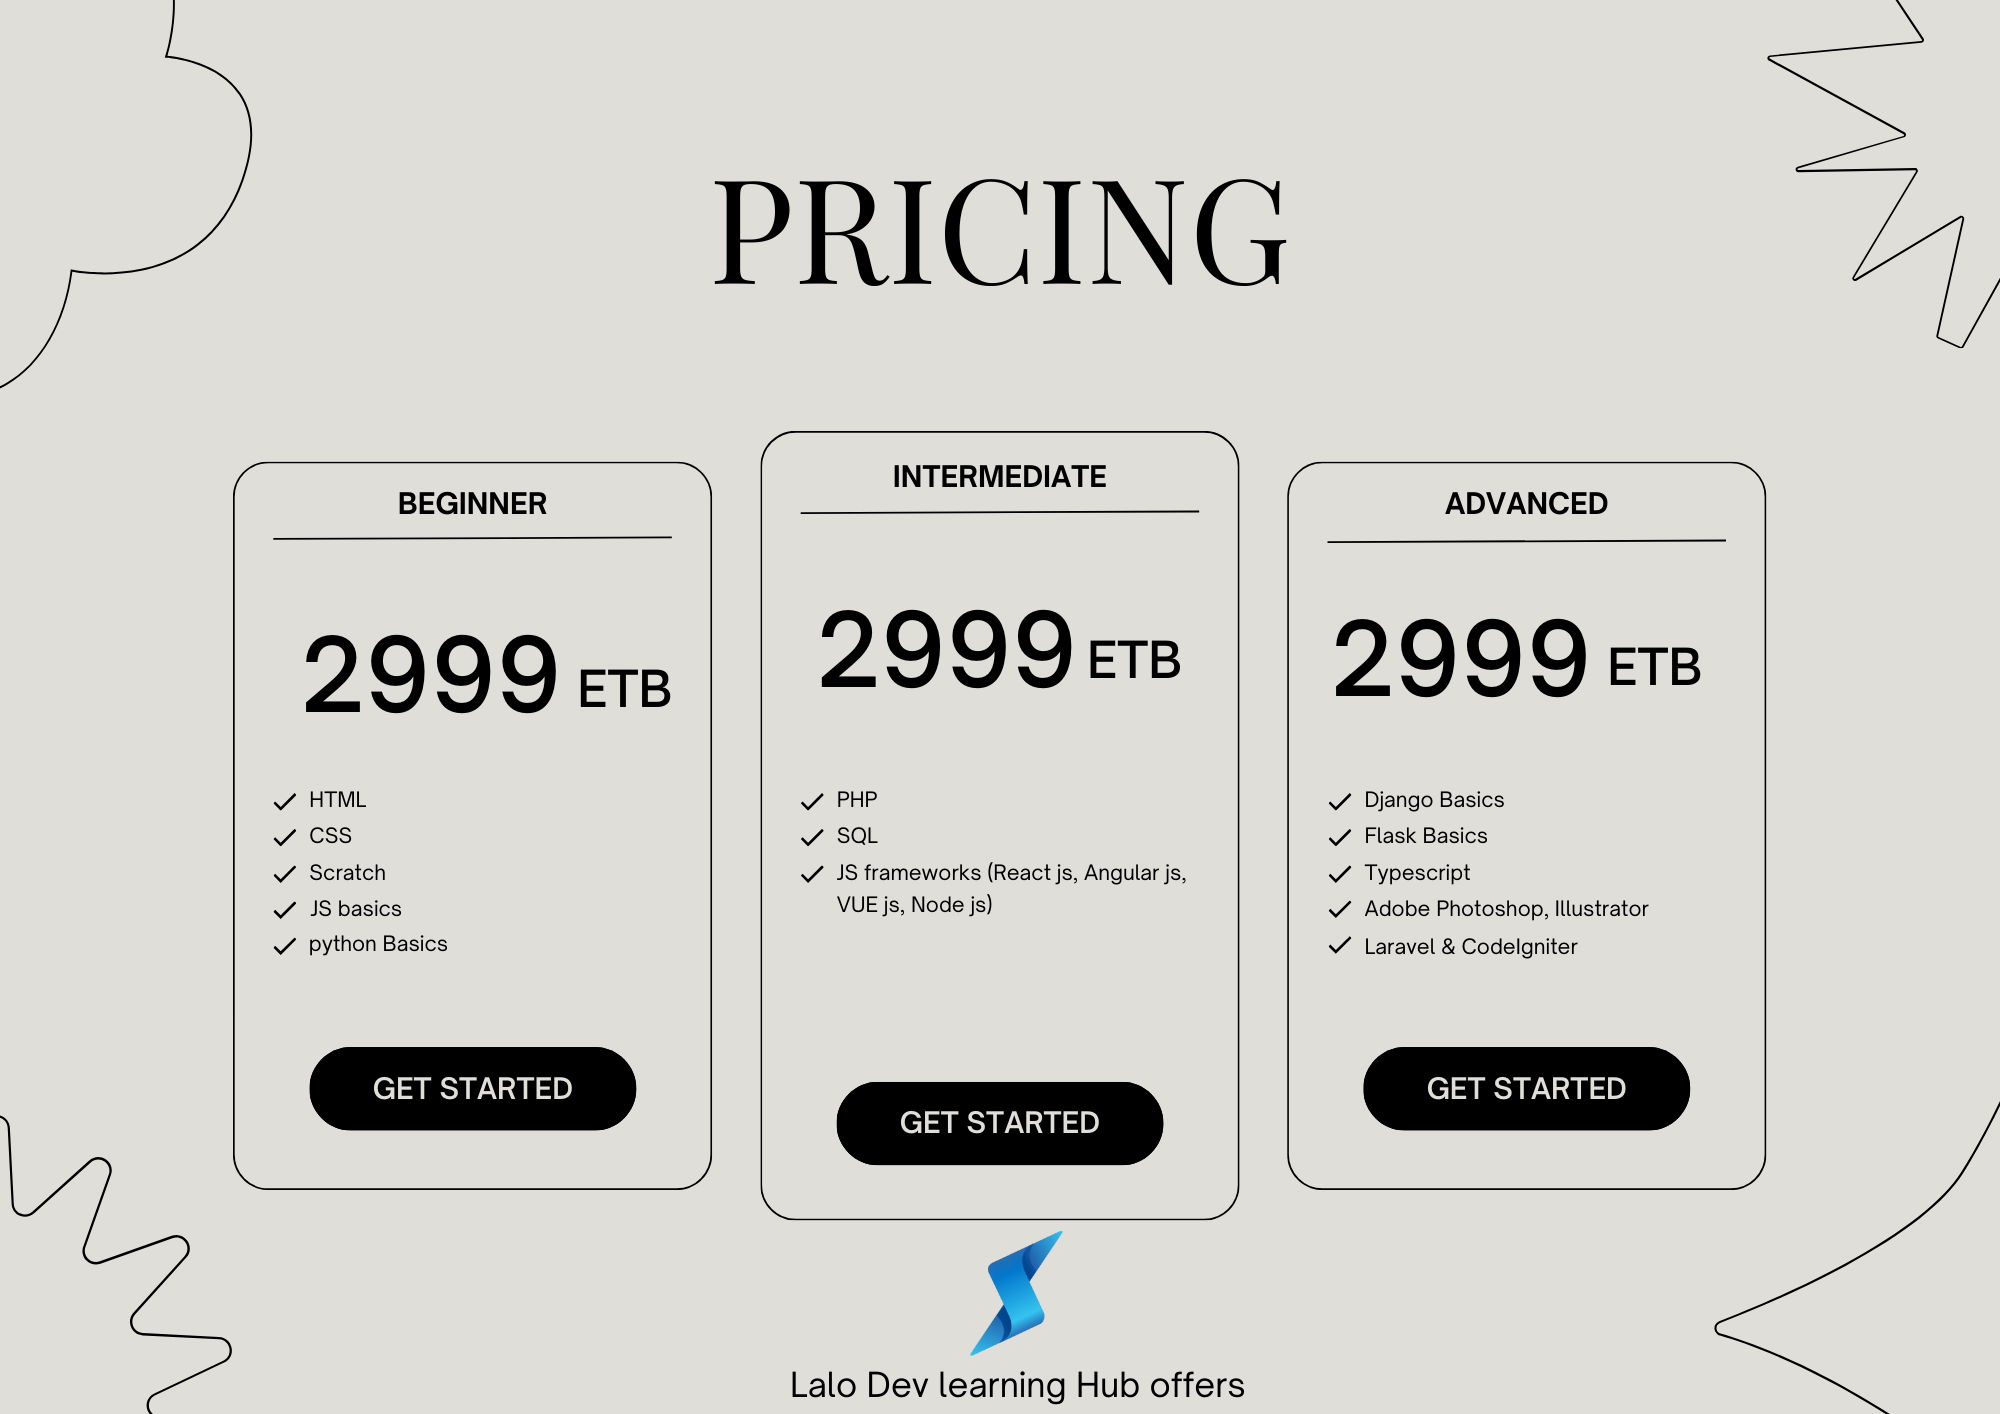 PRICING
BEGINNER
2999 ETB
HTML
CSS
Scratch
JS basics
python Basics
GET STARTED
INTERMEDIATE
2999 ETB
PHP
SQL
JS frameworks (React js, Angular js,
VUE js, Node js)
GET STARTED
ADVANCED
2999 ETB
Django Basics
Flask Basics
Typescript
Adobe Photoshop, Illustrator
Laravel & CodeIgniter
GET STARTED
Lalo Dev learning Hub offers